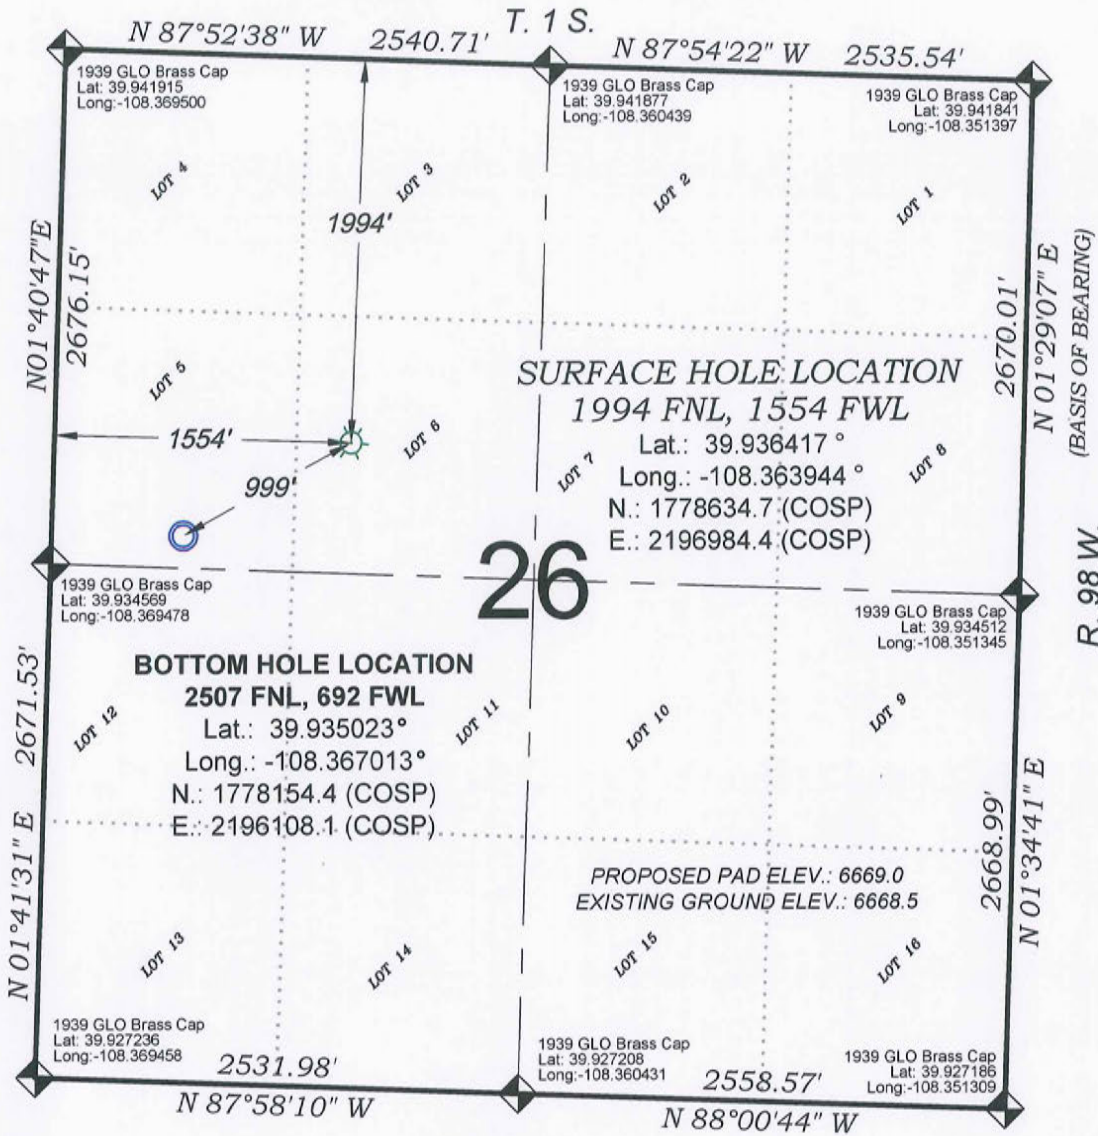 T. 1 S.
N 87°52'38" W 2540.71'
N 87°54'22" W 2535.54'
1939 GLO Brass Cap
Lat: 39.941915
Long:-108.369500
1939 GLO Brass Cap
Lat: 39.941877
Long:-108.360439
1939 GLO Brass Cap
Lat: 39.941841
Long:-108.351397
LOT 4
LOT 3
LOT 2
LOT 1
1994'
N01°40'47"E
2676.15'
2670.01'
N 01°29'07" E
(BASIS OF BEARING)
R. 98 W.
SURFACE HOLE LOCATION
1994 FNL, 1554 FWL
Lat.: 39.936417 °
Long.: -108.363944 °
N.: 1778634.7 (COSP)
E.: 2196984.4 (COSP)
LOT 5
LOT 6
LOT 7
LOT 8
1554'
999'
26
1939 GLO Brass Cap
Lat: 39.934569
Long:-108.369478
1939 GLO Brass Cap
Lat: 39.934512
Long:-108.351345
BOTTOM HOLE LOCATION
2507 FNL, 692 FWL
Lat.: 39.935023°
Long.: -108.367013°
N.: 1778154.4 (COSP)
E.: 2196108.1 (COSP)
LOT 12
LOT 11
LOT 10
LOT 9
N 01°41'31" E 2671.53'
2668.99'
N 01°34'41" E
PROPOSED PAD ELEV.: 6669.0
EXISTING GROUND ELEV.: 6668.5
LOT 13
LOT 14
LOT 15
LOT 16
1939 GLO Brass Cap
Lat: 39.927236
Long:-108.369458
1939 GLO Brass Cap
Lat: 39.927208
Long:-108.360431
1939 GLO Brass Cap
Lat: 39.927186
Long:-108.351309
2531.98'
N 87°58'10" W
2558.57'
N 88°00'44" W